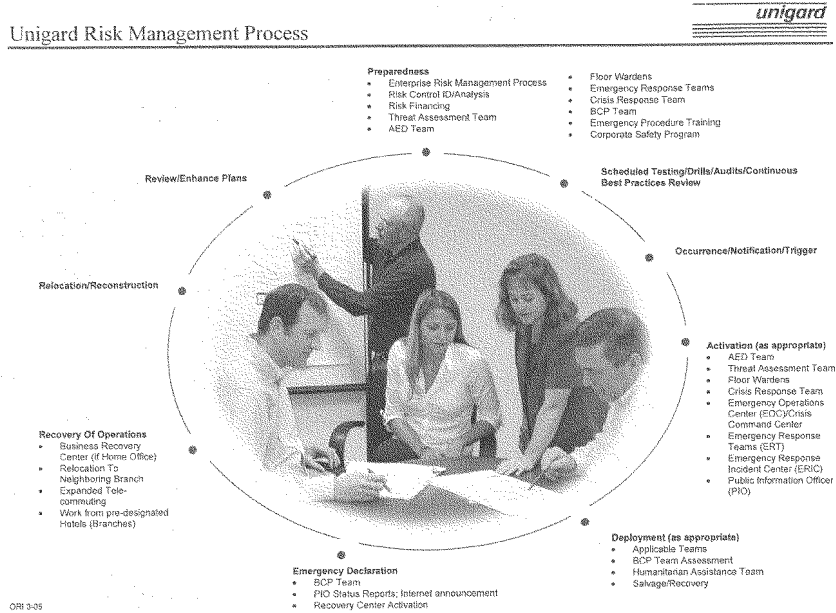 unigard
Unigard Risk Management Process
Preparedness
• Enterprise Risk Management Process
• Risk Control ID/Analysis
• Risk Financing
• Threat Assessment Team
• AED Team
• Floor Wardens
• Emergency Response Teams
• Crisis Response Team
• BCP Team
• Emergency Procedure Training
• Corporate Safety Program
Scheduled Testing/Drills/Audits/Continuous
Best Practices Review
Occurrence/Notification/Trigger
Activation (as appropriate)
• AED Team
• Threat Assessment Team
• Floor Wardens
• Crisis Response Team
• Emergency Operations
Center (EOC)/Crisis
Command Center
• Emergency Response
Teams (ERT)
• Emergency Response
Incident Center (ERIC)
• Public Information Officer
(PIO)
Deployment (as appropriate)
• Applicable Teams
• BCP Team Assessment
• Humanitarian Assistance Team
• Salvage/Recovery
Emergency Declaration
• BCP Team
• PIO Status Reports; Internet announcement
• Recovery Center Activation
Recovery Of Operations
• Business Recovery
Center (if Home Office)
• Relocation To
Neighboring Branch
• Expanded Tele-
commuting
• Work from pre-designated
Hotels (Branches)
Relocation/Reconstruction
Review/Enhance Plans
ORI 3-05